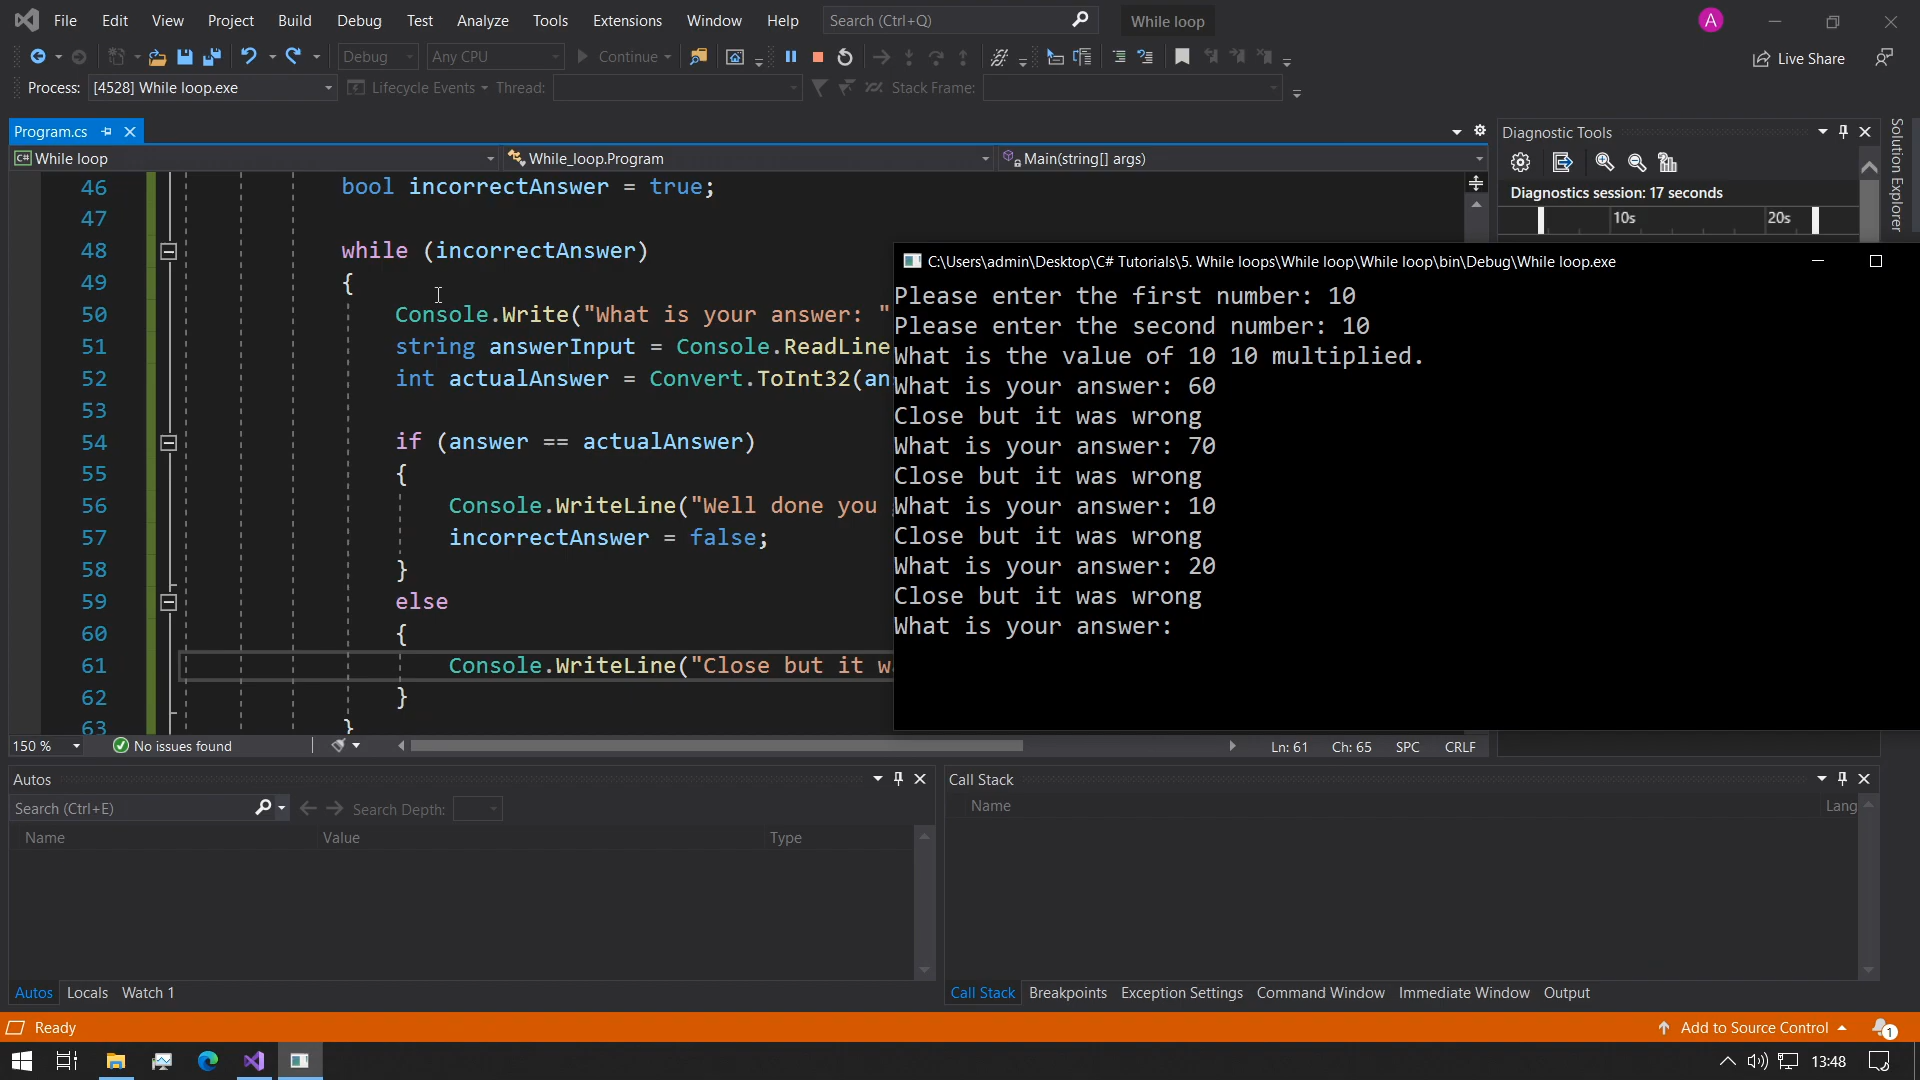 File Edit View Project Build Debug Test Analyze Tools Extensions Window Help Search (Ctrl+Q) While loop A
Debug Any CPU Continue Live Share
Process: [4528] While loop.exe Lifecycle Events Thread: Stack Frame:
Program.cs
C# While loop While_loop.Program Main(string[] args)
46 bool incorrectAnswer = true;
47
48 while (incorrectAnswer)
49 {
50 Console.Write("What is your answer: "
51 string answerInput = Console.ReadLine
52 int actualAnswer = Convert.ToInt32(an
53
54 if (answer == actualAnswer)
55 {
56 Console.WriteLine("Well done you
57 incorrectAnswer = false;
58 }
59 else
60 {
61 Console.WriteLine("Close but it wa
62 }
63 }
150 % No issues found Ln: 61 Ch: 65 SPC CRLF
Diagnostic Tools
Diagnostics session: 17 seconds
10s 20s
Solution Explorer
C:\Users\admin\Desktop\C# Tutorials\5. While loops\While loop\While loop\bin\Debug\While loop.exe
Please enter the first number: 10
Please enter the second number: 10
What is the value of 10 10 multiplied.
What is your answer: 60
Close but it was wrong
What is your answer: 70
Close but it was wrong
What is your answer: 10
Close but it was wrong
What is your answer: 20
Close but it was wrong
What is your answer:
Autos
Search (Ctrl+E) Search Depth:
Name Value Type
Autos Locals Watch 1
Call Stack
Name Lang
Call Stack Breakpoints Exception Settings Command Window Immediate Window Output
Ready Add to Source Control 1
13:48